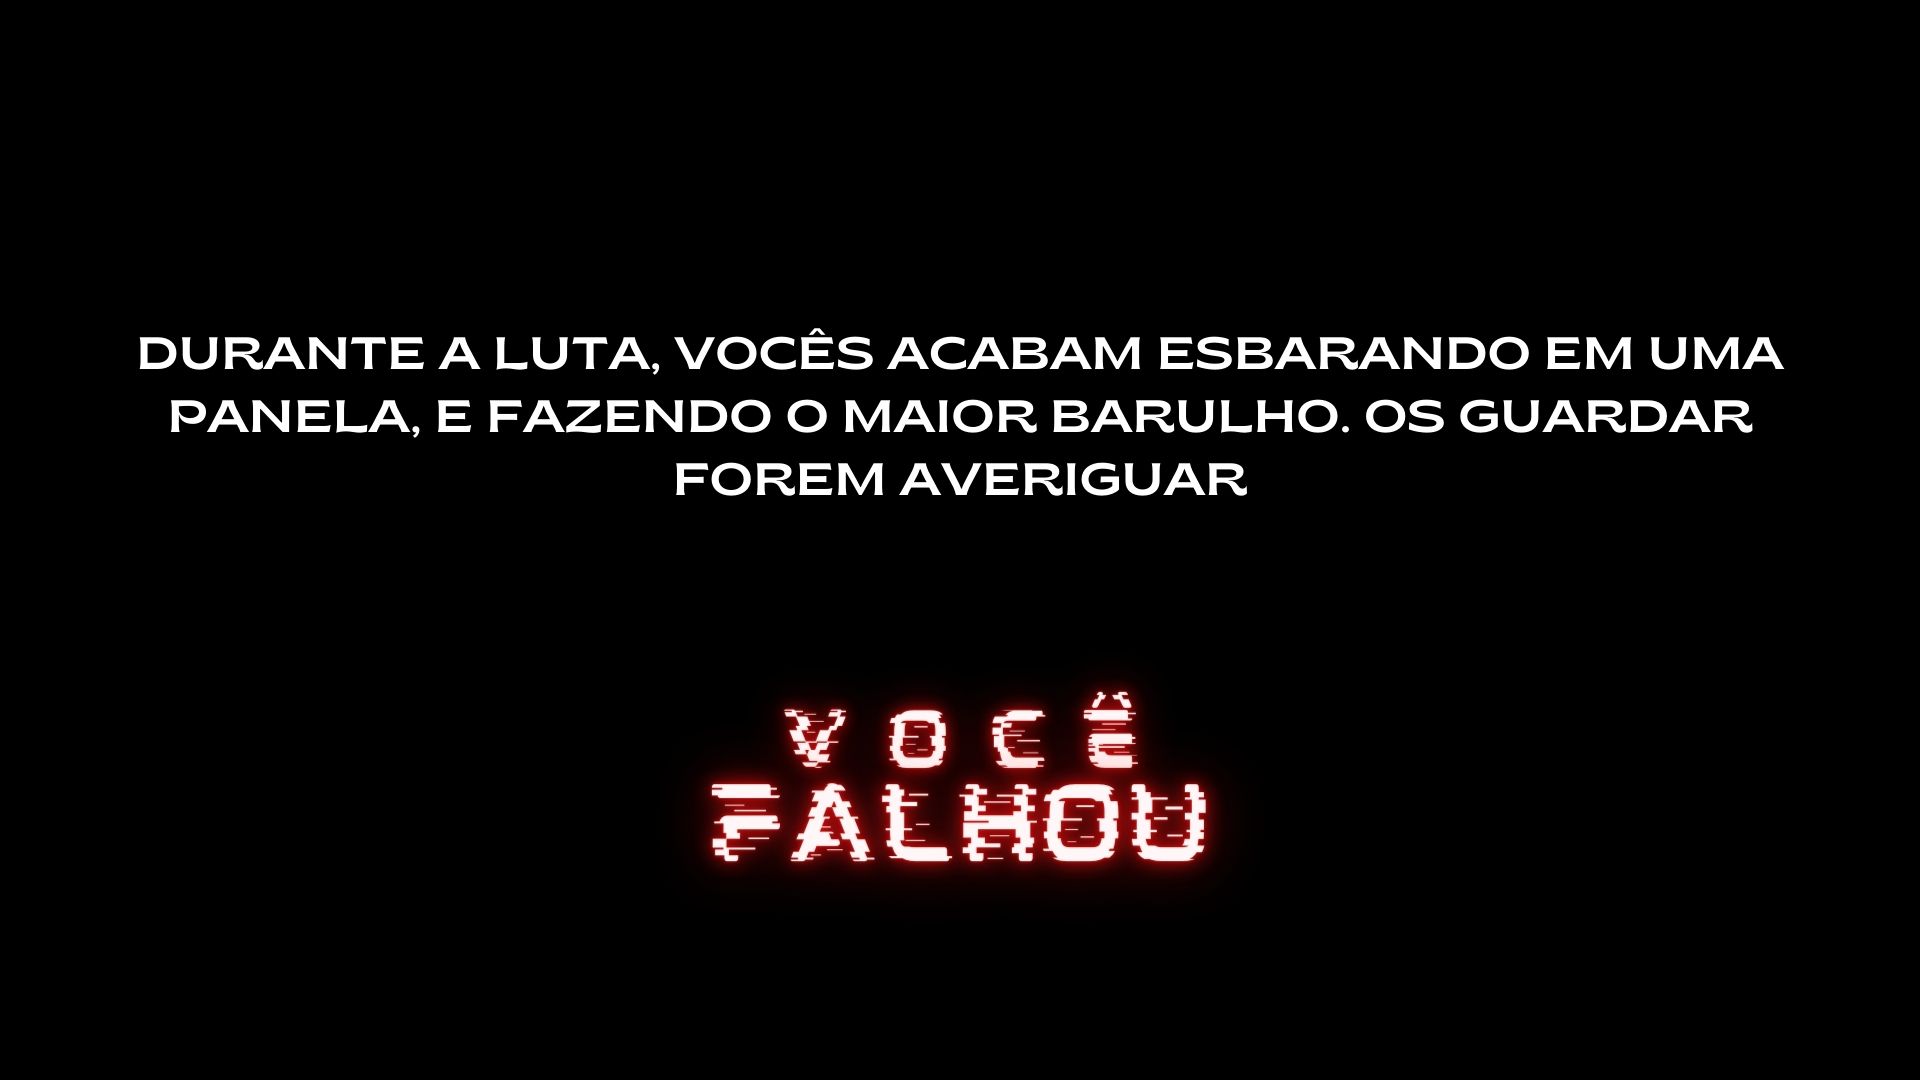 DURANTE A LUTA, VOCÊS ACABAM ESBARANDO EM UMA
PANELA, E FAZENDO O MAIOR BARULHO. OS GUARDAR
FOREM AVERIGUAR
VOCÊ
FALHOU